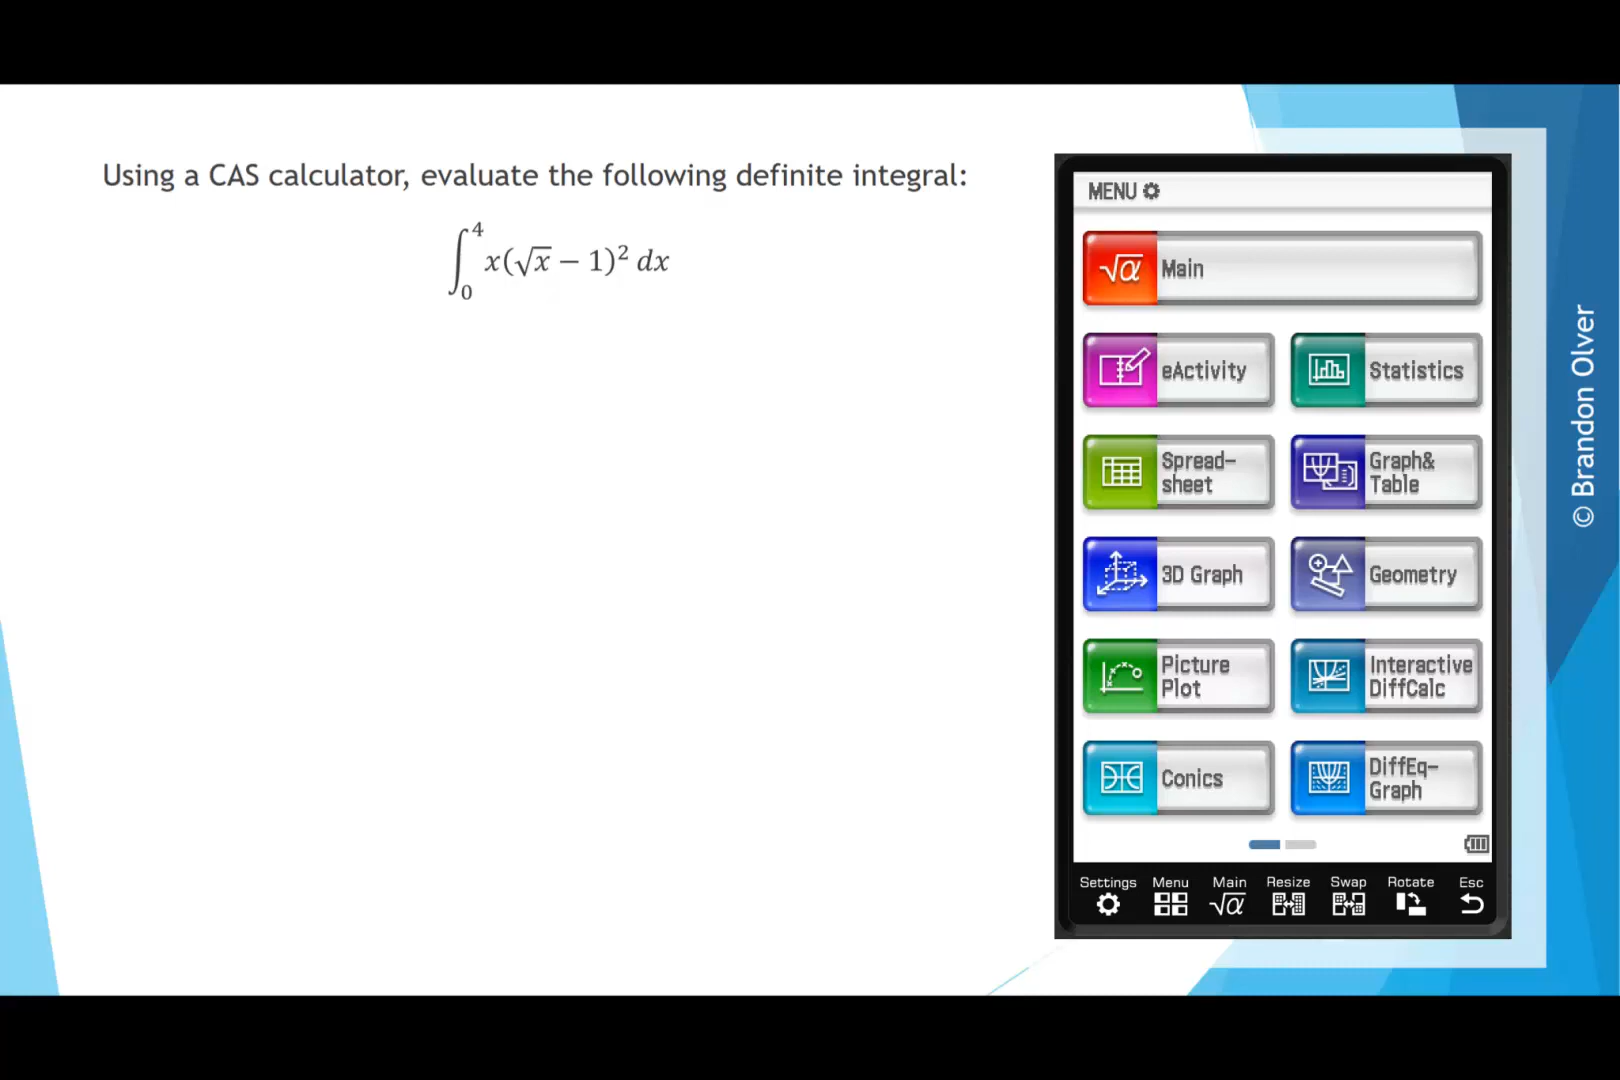 Using a CAS calculator, evaluate the following definite integral:
∫₀⁴ x(√x − 1)² dx
MENU
√α Main
eActivity
Statistics
Spread-
sheet
Graph&
Table
3D Graph
Geometry
Picture
Plot
Interactive
DiffCalc
Conics
DiffEq-
Graph
Settings Menu Main Resize Swap Rotate Esc
√α
© Brandon Olver